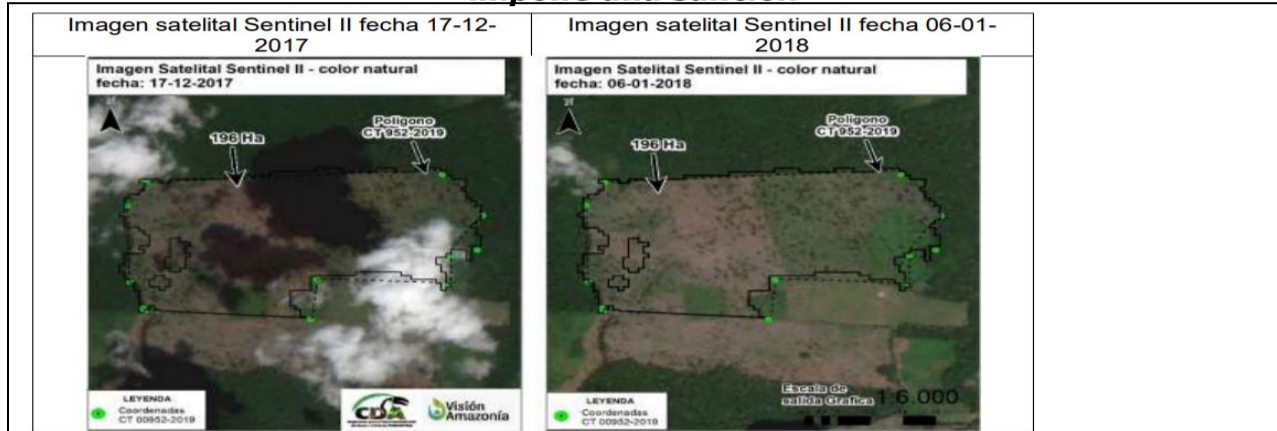 impone una sanción
Imagen satelital Sentinel II fecha 17-12-
2017
Imagen satelital Sentinel II fecha 06-01-
2018
Imagen Satelital Sentinel II - color natural
fecha: 17-12-2017
196 Ha
Poligono
CT 952-2019
LEYENDA
Coordenadas
CT 00952-2019
CDA
Visión
Amazonía
Imagen Satelital Sentinel II - color natural
fecha: 06-01-2018
196 Ha
Poligono
CT 952-2019
LEYENDA
Coordenadas
CT 00952-2019
Escala de
salida Grafica 1:6.000